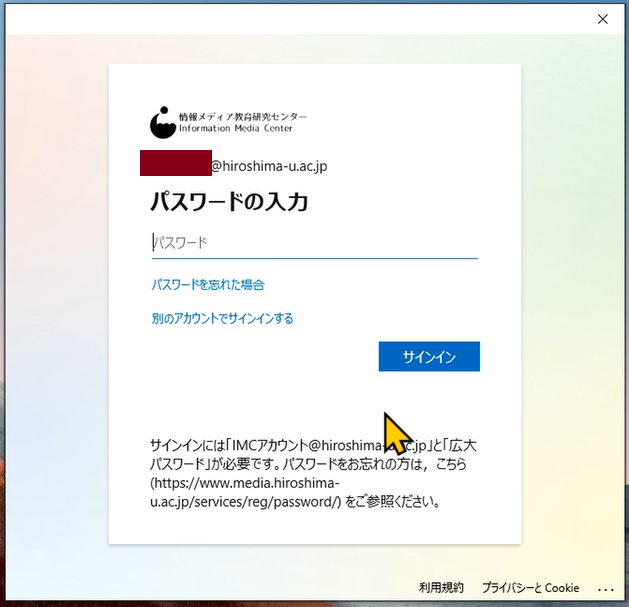 情報メディア教育研究センター
Information Media Center
@hiroshima-u.ac.jp
パスワードの入力
パスワード
パスワードを忘れた場合
別のアカウントでサインインする
サインイン
サインインには「IMCアカウント@hiroshima-u.ac.jp」と「広大
パスワード」が必要です。パスワードをお忘れの方は，こちら
(https://www.media.hiroshima-
u.ac.jp/services/reg/password/) をご参照ください。
利用規約 プライバシーと Cookie ...